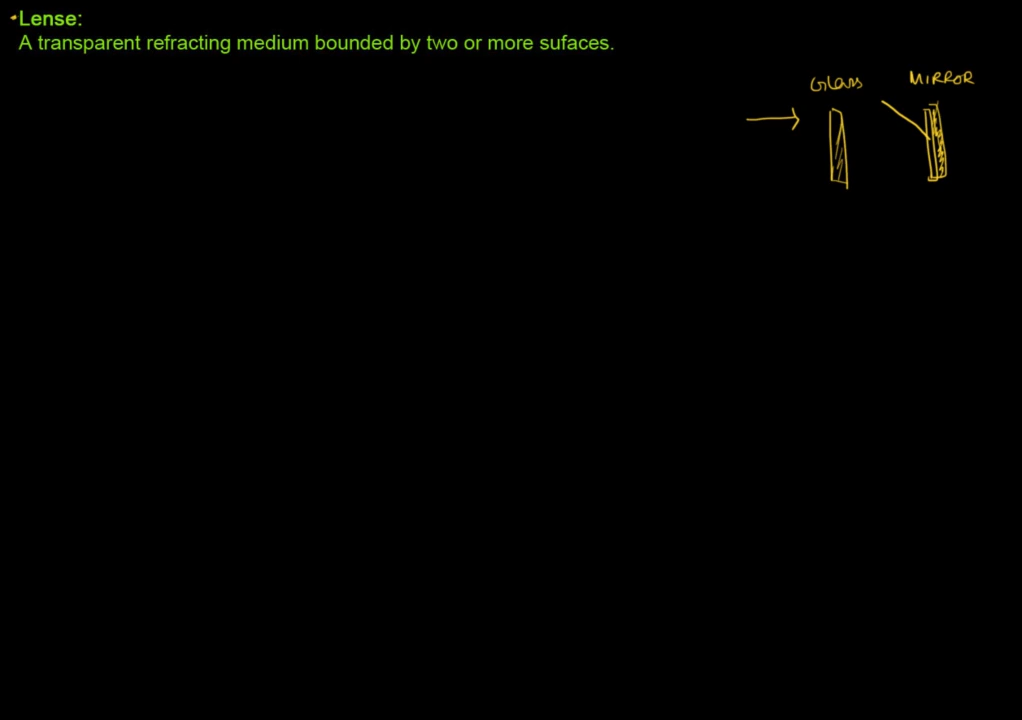 Lense:
A transparent refracting medium bounded by two or more sufaces.
Glass MIRROR